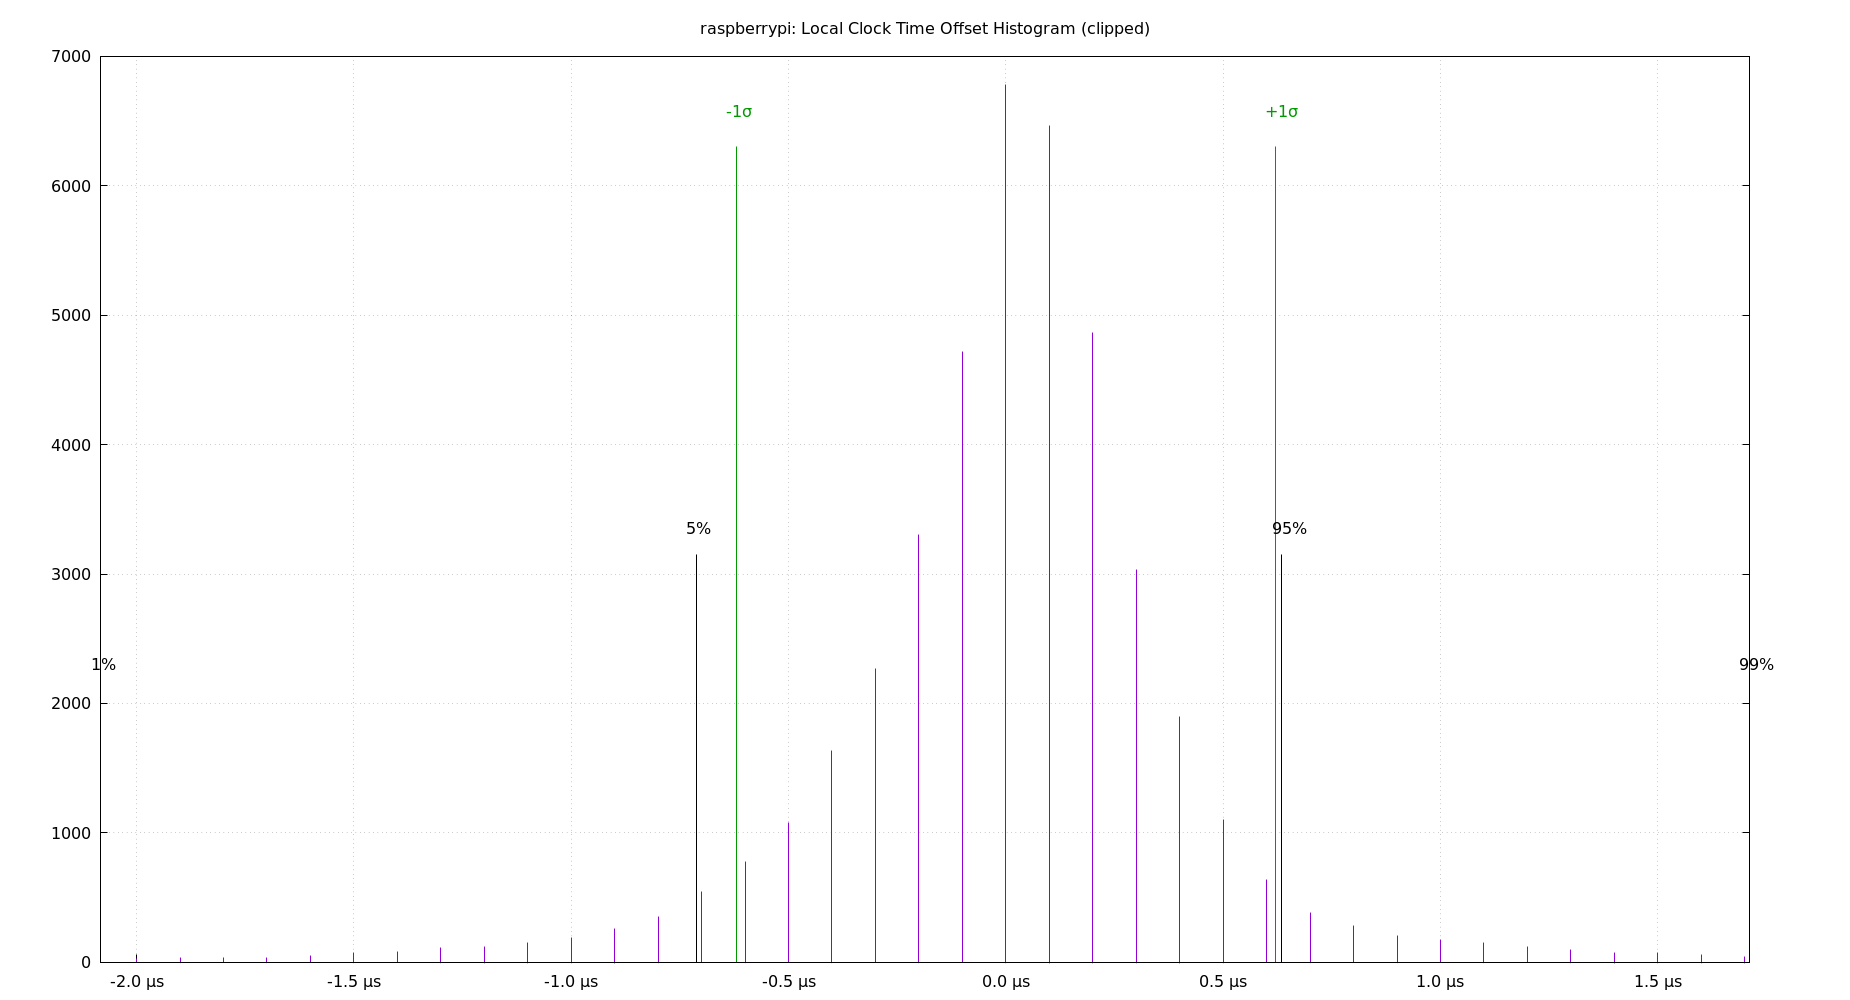 raspberrypi: Local Clock Time Offset Histogram (clipped)
7000
-1σ
+1σ
6000
5000
4000
5%
95%
3000
1%
99%
2000
1000
0
-2.0 µs
-1.5 µs
-1.0 µs
-0.5 µs
0.0 µs
0.5 µs
1.0 µs
1.5 µs